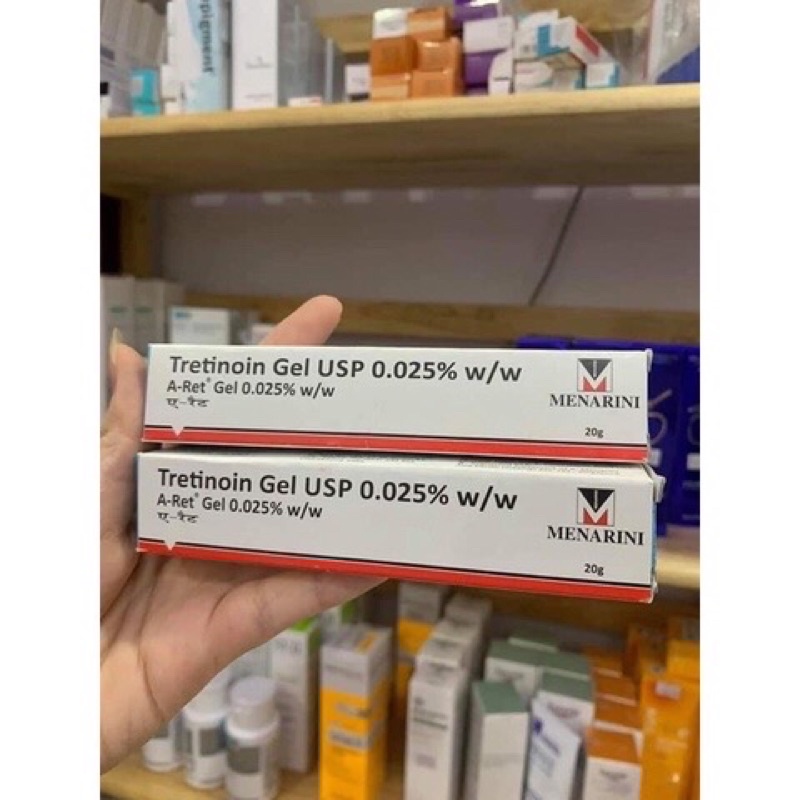 Tretinoin Gel USP 0.025% w/w
A-Ret® Gel 0.025% w/w
ए-रैट
MENARINI
20g
Tretinoin Gel USP 0.025% w/w
A-Ret® Gel 0.025% w/w
ए-रैट
MENARINI
20g